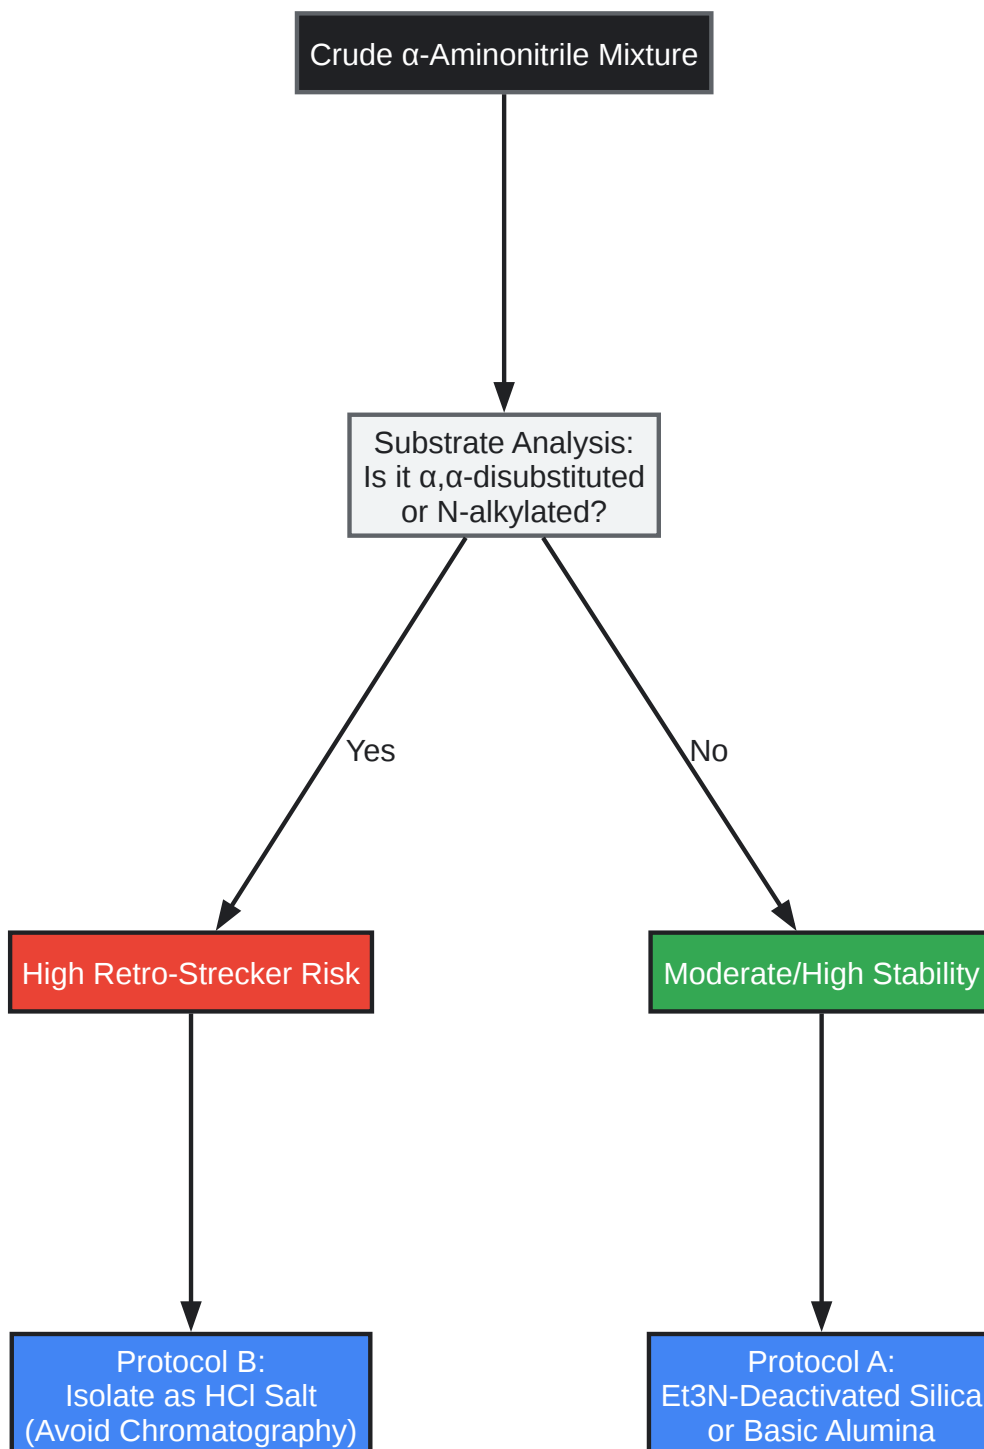 Crude α-Aminonitrile Mixture
Substrate Analysis:
Is it α,α-disubstituted
or N-alkylated?
Yes
No
High Retro-Strecker Risk
Moderate/High Stability
Protocol B:
Isolate as HCl Salt
(Avoid Chromatography)
Protocol A:
Et3N-Deactivated Silica
or Basic Alumina